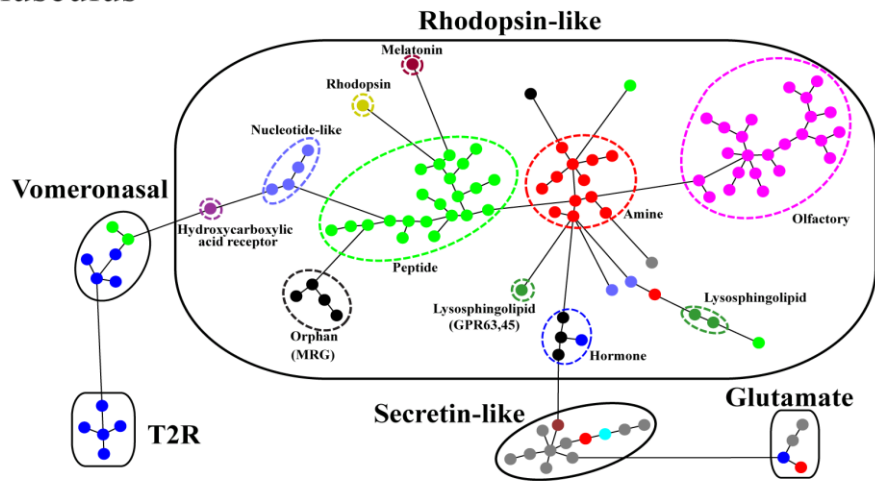 Rhodopsin-like
Melatonin
Rhodopsin
Nucleotide-like
Vomeronasal
Hydroxycarboxylic
acid receptor
Peptide
Amine
Olfactory
Orphan
(MRG)
Lysosphingolipid
(GPR63,45)
Lysosphingolipid
Hormone
T2R
Secretin-like
Glutamate